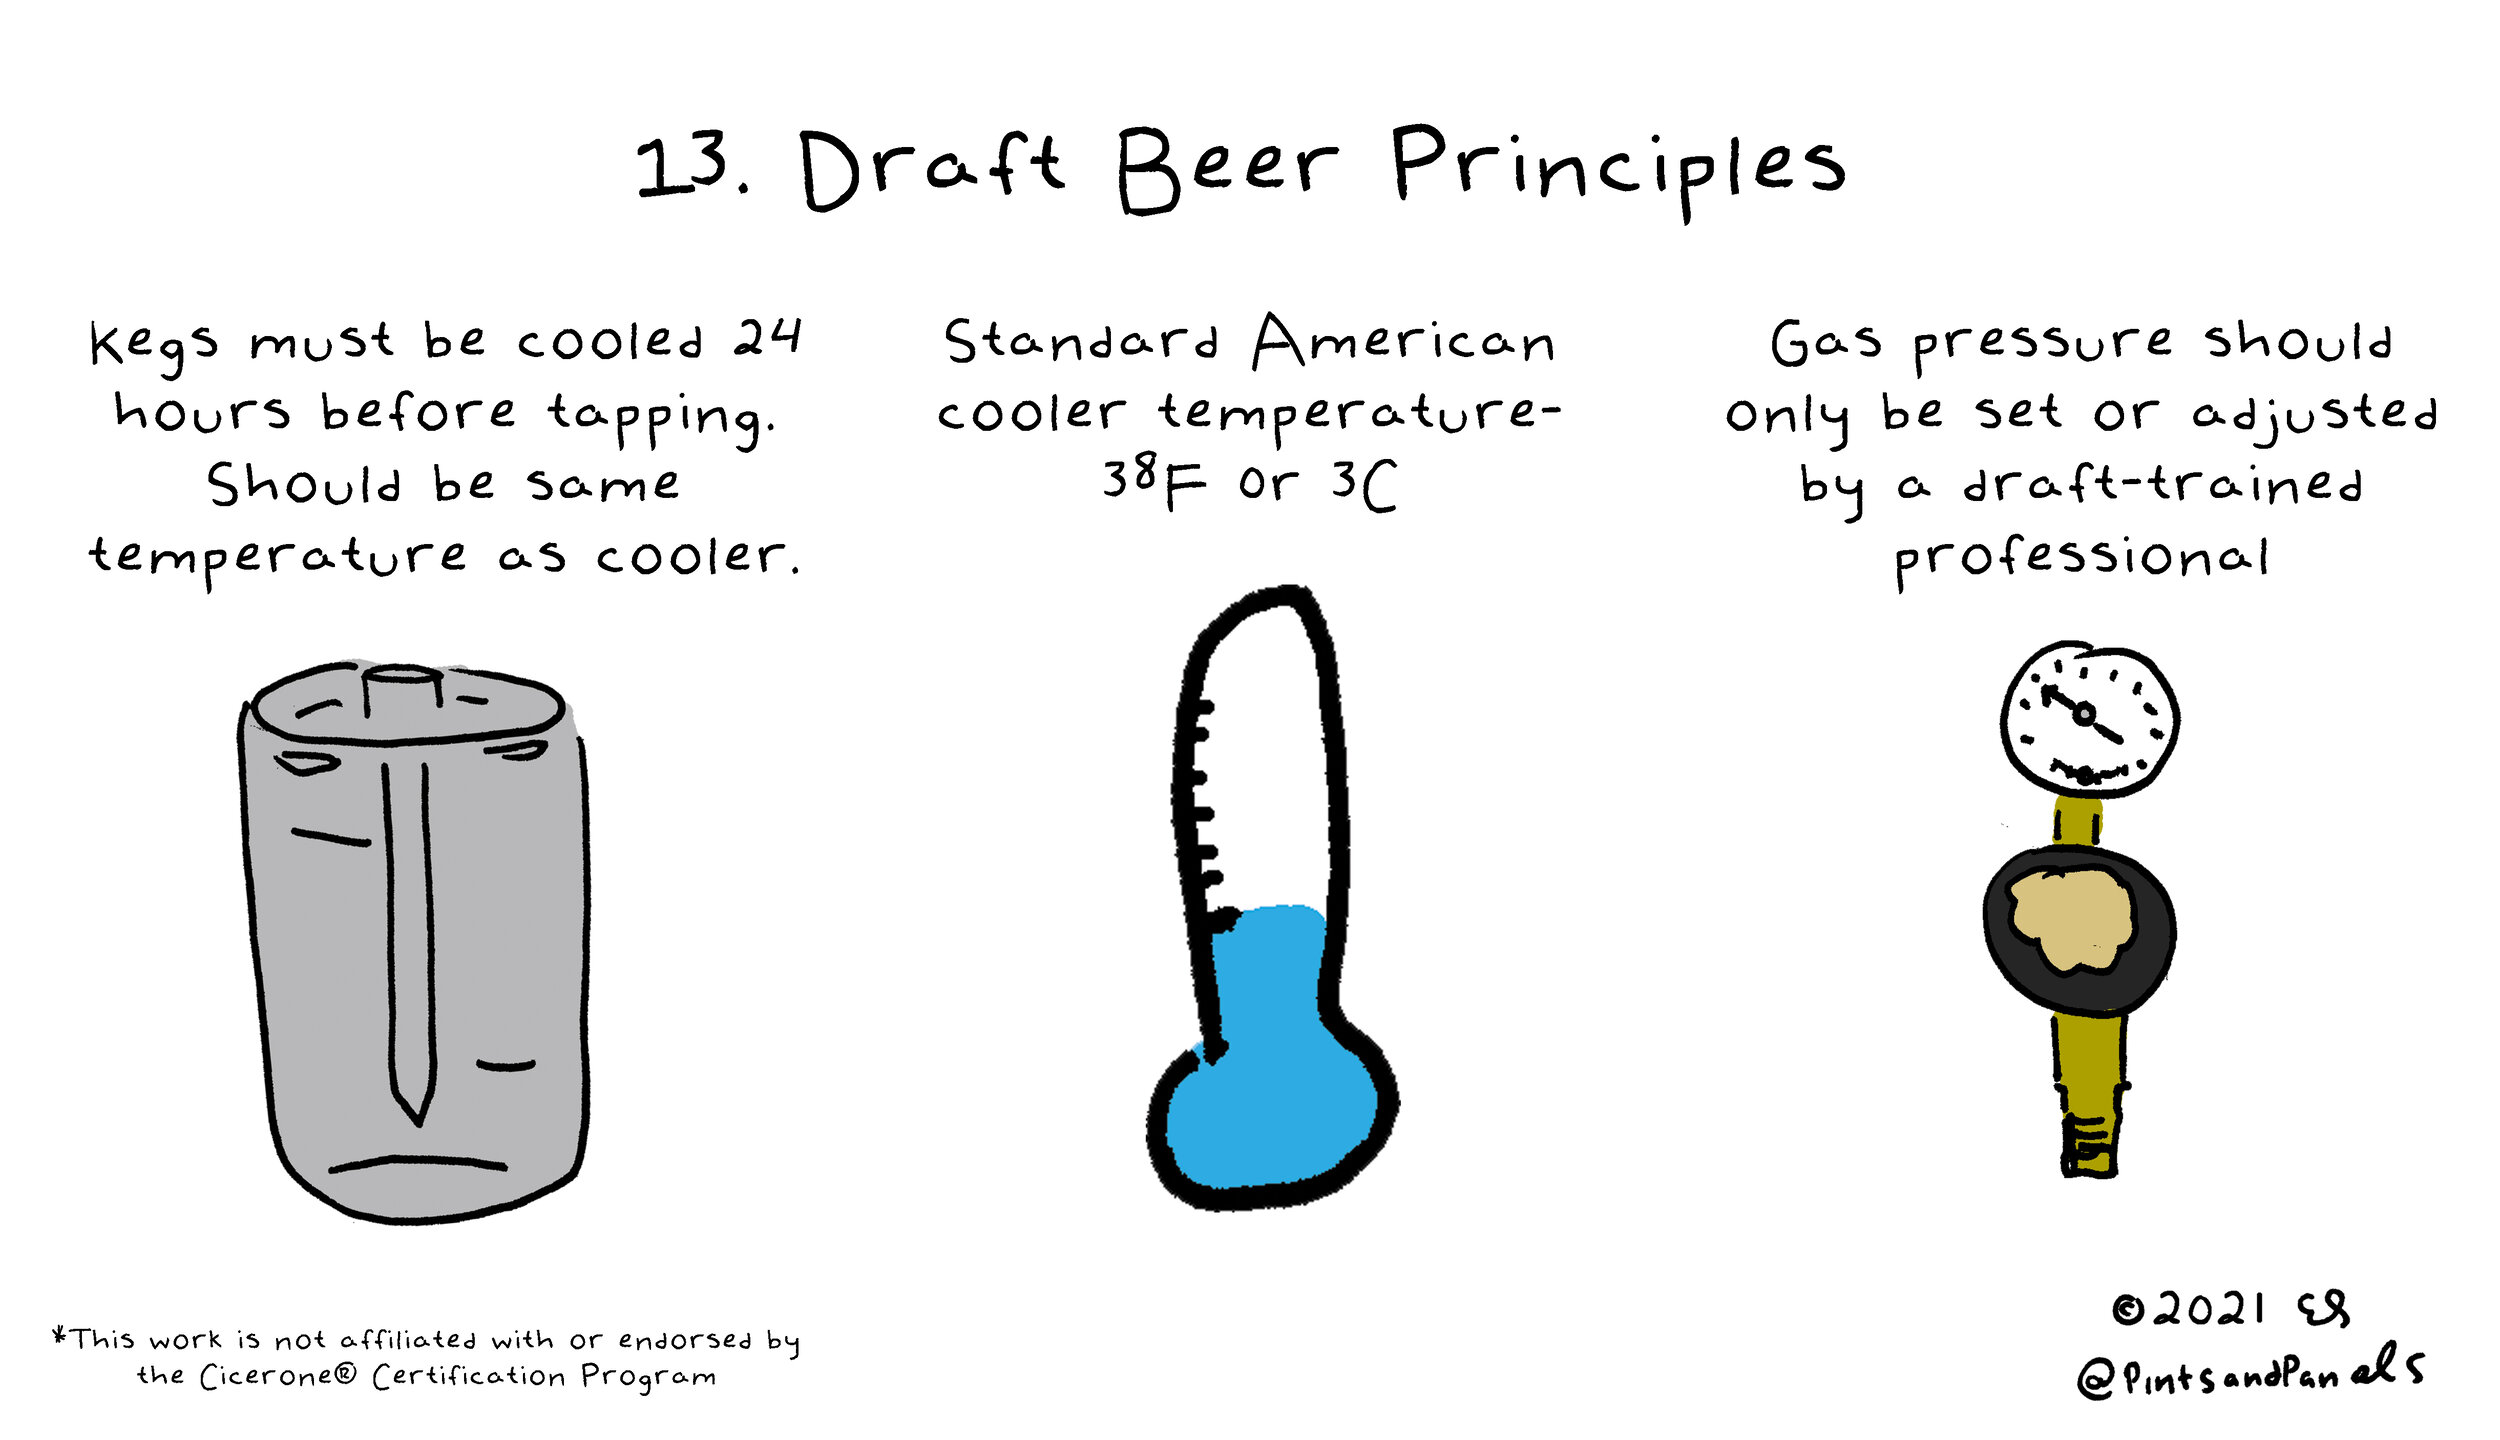 13. Draft Beer Principles
Kegs must be cooled 24
hours before tapping.
Should be same
temperature as cooler.
Standard American
cooler temperature-
38F or 3C
Gas pressure should
only be set or adjusted
by a draft-trained
professional
*This work is not affiliated with or endorsed by
the Cicerone® Certification Program
©2021 ES
@PintsandPanels